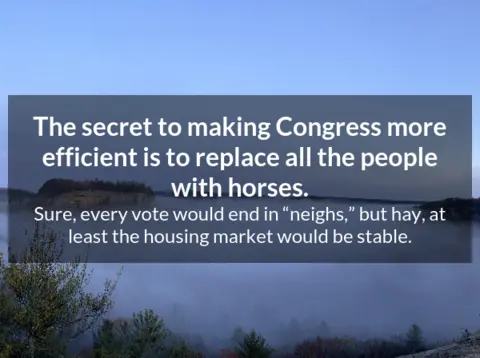 The secret to making Congress more
efficient is to replace all the people
with horses.
Sure, every vote would end in “neighs,” but hay, at
least the housing market would be stable.